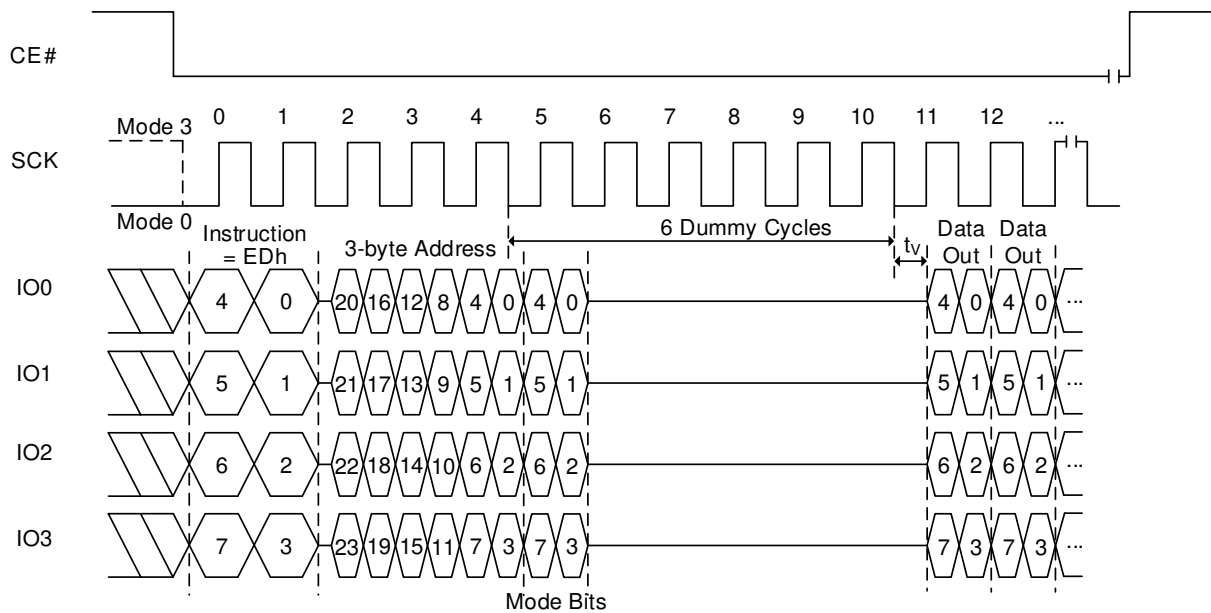 CE#
Mode 3
0 1 2 3 4 5 6 7 8 9 10 11 12 ...
SCK
Mode 0
Instruction
= EDh
3-byte Address
6 Dummy Cycles
tV
Data
Out
Data
Out
IO0 4 0 20 16 12 8 4 0 4 0 4 0 4 0 ...
IO1 5 1 21 17 13 9 5 1 5 1 5 1 5 1 ...
IO2 6 2 22 18 14 10 6 2 6 2 6 2 6 2 ...
IO3 7 3 23 19 15 11 7 3 7 3 7 3 7 3 ...
Mode Bits